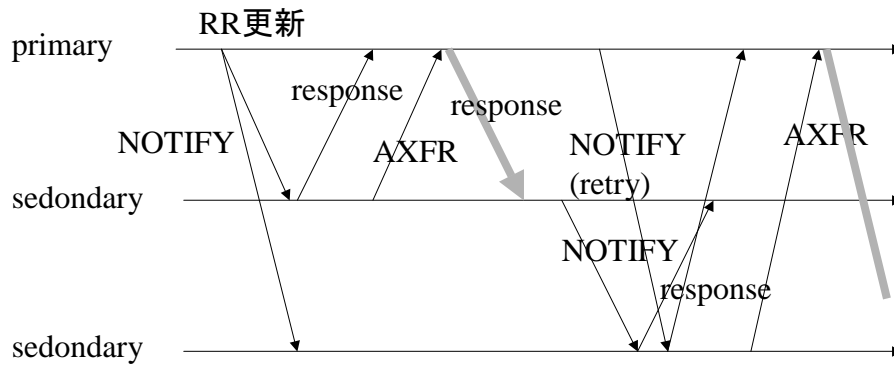 RR更新
primary
response
response
NOTIFY
AXFR
NOTIFY
(retry)
AXFR
sedondary
NOTIFY
response
sedondary